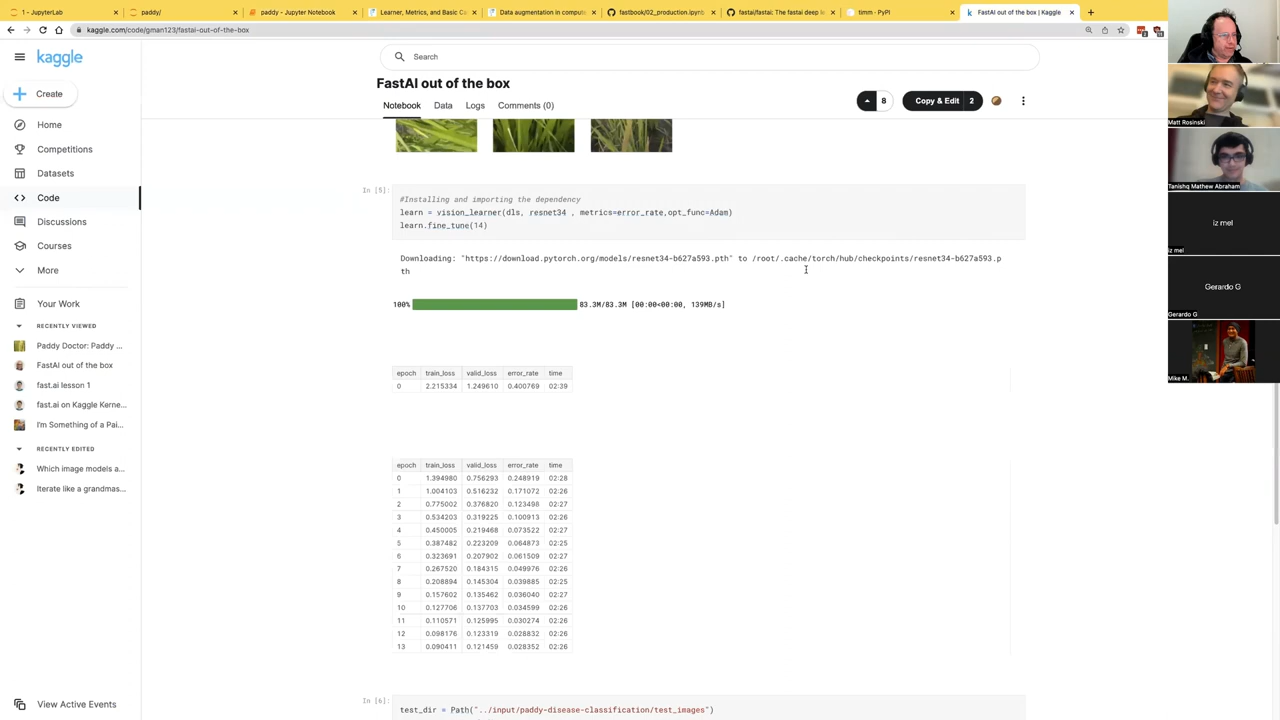 1 - JupyterLab
paddy/
paddy - Jupyter Notebook
Learner, Metrics, and Basic Ca
Data augmentation in compute
fastbook/02_production.ipynb
fastai/fastai: The fastai deep le
timm · PyPI
FastAI out of the box | Kaggle
kaggle.com/code/gman123/fastai-out-of-the-box
kaggle
Search
Create
FastAI out of the box
Notebook
Data
Logs
Comments (0)
8
Copy & Edit
2
Home
Competitions
Datasets
Code
Discussions
Courses
More
Your Work
RECENTLY VIEWED
Paddy Doctor: Paddy ...
FastAI out of the box
fast.ai lesson 1
fast.ai on Kaggle Kerne...
I'm Something of a Pai...
RECENTLY EDITED
Which image models a...
Iterate like a grandmas...
View Active Events
In [5]:
#Installing and importing the dependency
learn = vision_learner(dls, resnet34 , metrics=error_rate,opt_func=Adam)
learn.fine_tune(14)
Downloading: "https://download.pytorch.org/models/resnet34-b627a593.pth" to /root/.cache/torch/hub/checkpoints/resnet34-b627a593.p
th
100% 83.3M/83.3M [00:00<00:00, 139MB/s]
epoch train_loss valid_loss error_rate time
0 2.215334 1.249610 0.400769 02:39
epoch train_loss valid_loss error_rate time
0 1.394980 0.756293 0.248919 02:28
1 1.004103 0.516232 0.171072 02:26
2 0.775002 0.376820 0.123498 02:27
3 0.534203 0.319225 0.100913 02:26
4 0.450005 0.219468 0.073522 02:27
5 0.387482 0.223209 0.064873 02:25
6 0.323691 0.207902 0.061509 02:27
7 0.267520 0.184315 0.049976 02:26
8 0.208894 0.145304 0.039885 02:25
9 0.157602 0.135462 0.036040 02:27
10 0.127706 0.137703 0.034599 02:26
11 0.110571 0.125995 0.030274 02:26
12 0.098176 0.123319 0.028832 02:26
13 0.090411 0.121459 0.028352 02:26
In [6]:
test_dir = Path("../input/paddy-disease-classification/test_images")
Matt Rosinski
Tanishq Mathew Abraham
iz mel
iz mel
Gerardo G
Gerardo G
Mike M.